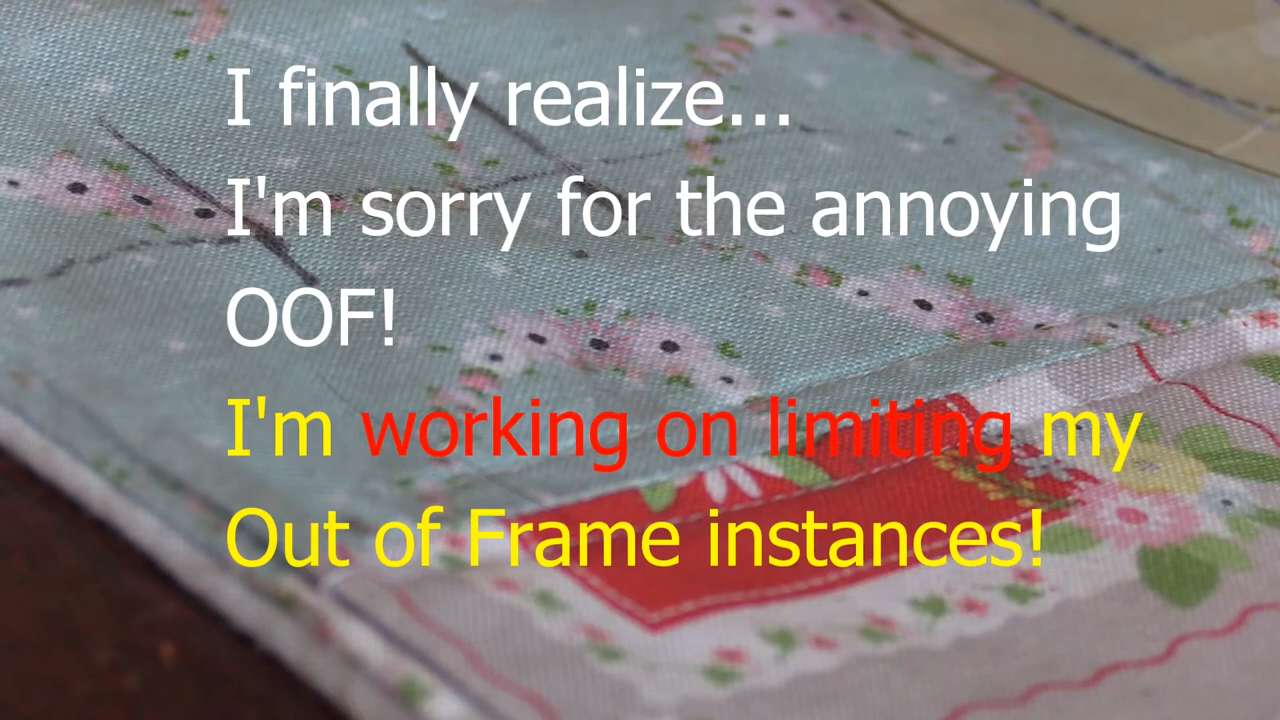 I finally realize...
I'm sorry for the annoying
OOF!
I'm working on limiting my
Out of Frame instances!